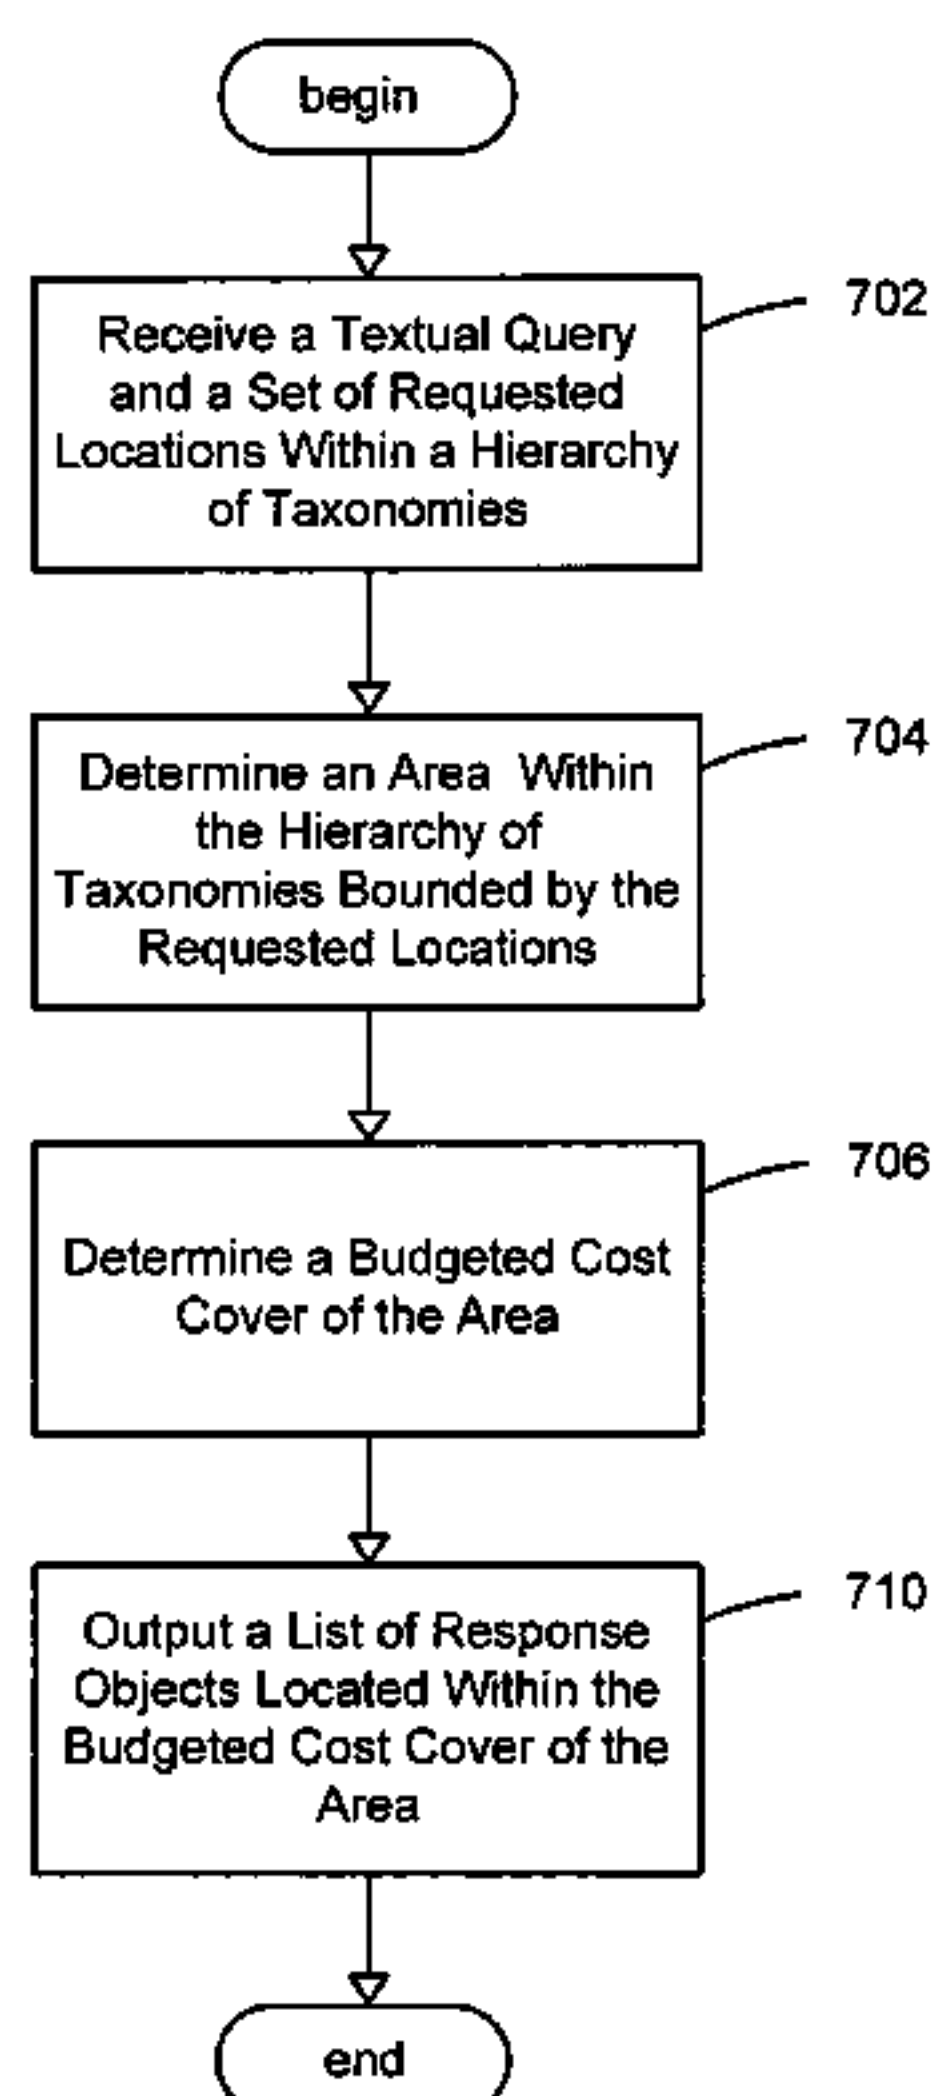 begin
702
Receive a Textual Query
and a Set of Requested
Locations Within a Hierarchy
of Taxonomies
704
Determine an Area Within
the Hierarchy of
Taxonomies Bounded by the
Requested Locations
706
Determine a Budgeted Cost
Cover of the Area
710
Output a List of Response
Objects Located Within the
Budgeted Cost Cover of the
Area
end